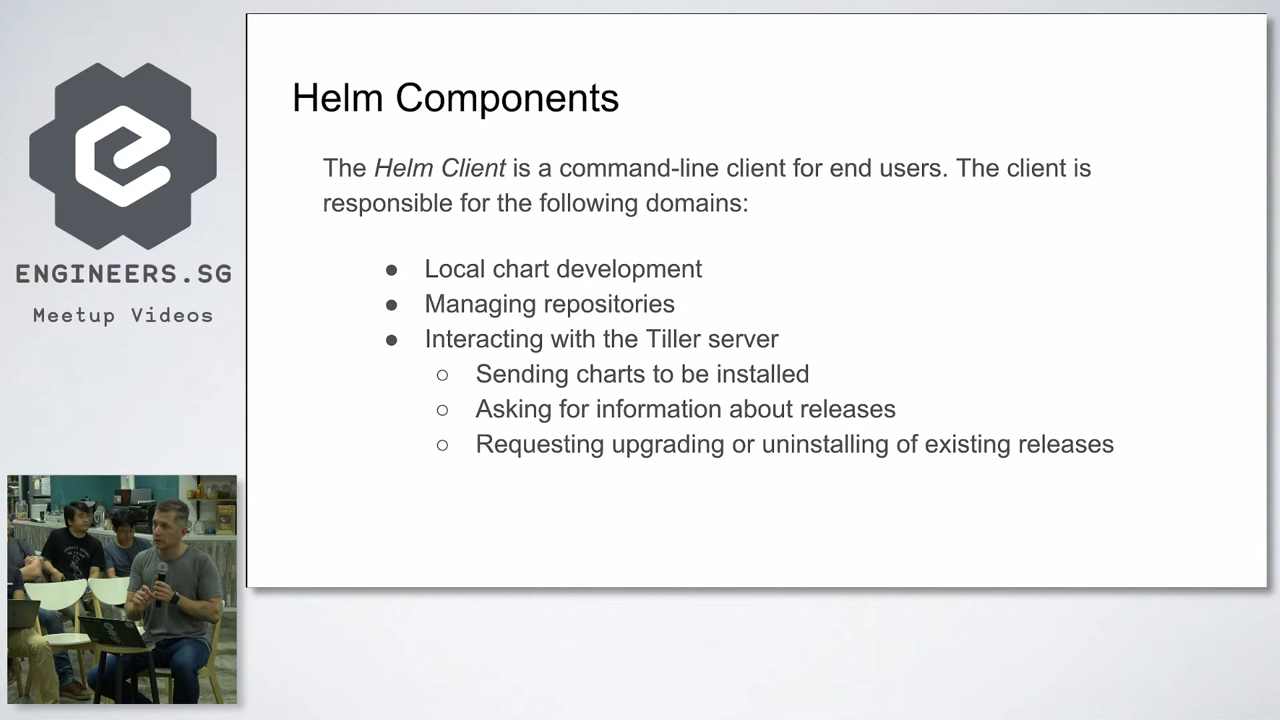 ENGINEERS.SG
Meetup Videos
Helm Components
The Helm Client is a command-line client for end users. The client is
responsible for the following domains:
● Local chart development
● Managing repositories
● Interacting with the Tiller server
○ Sending charts to be installed
○ Asking for information about releases
○ Requesting upgrading or uninstalling of existing releases